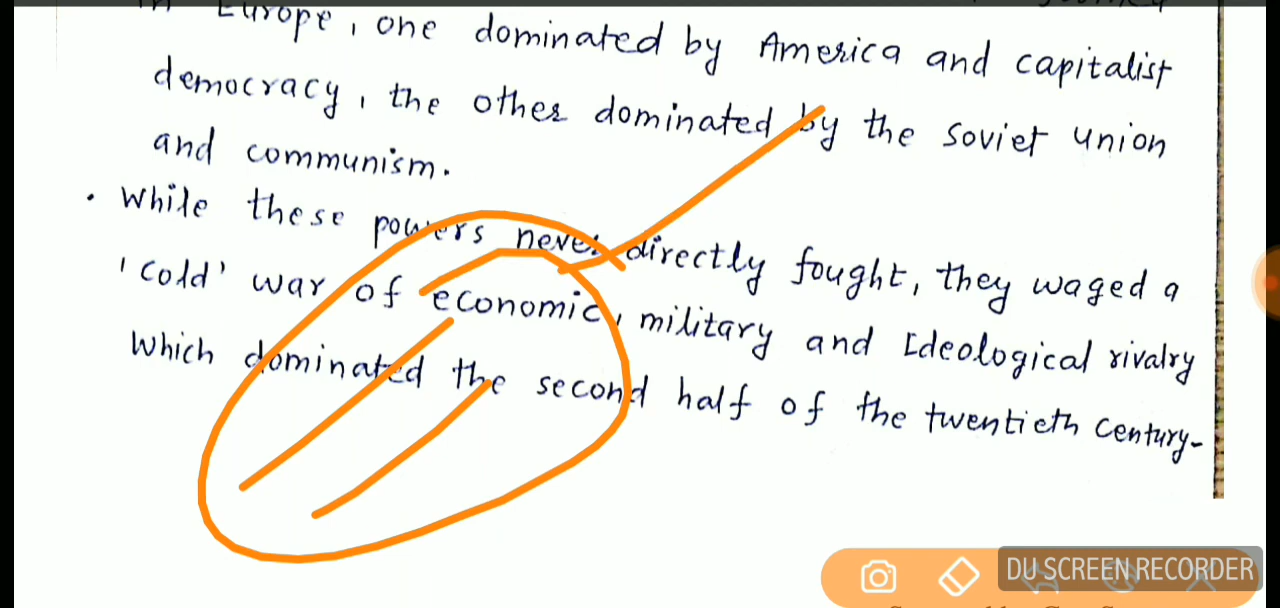 in Europe, one dominated by America and capitalist
democracy, the other dominated by the soviet union
and communism.
• While these powers never directly fought, they waged a
'cold' war of economic, military and Ideological rivalry
Which dominated the second half of the twentieth century-
DU SCREEN RECORDER